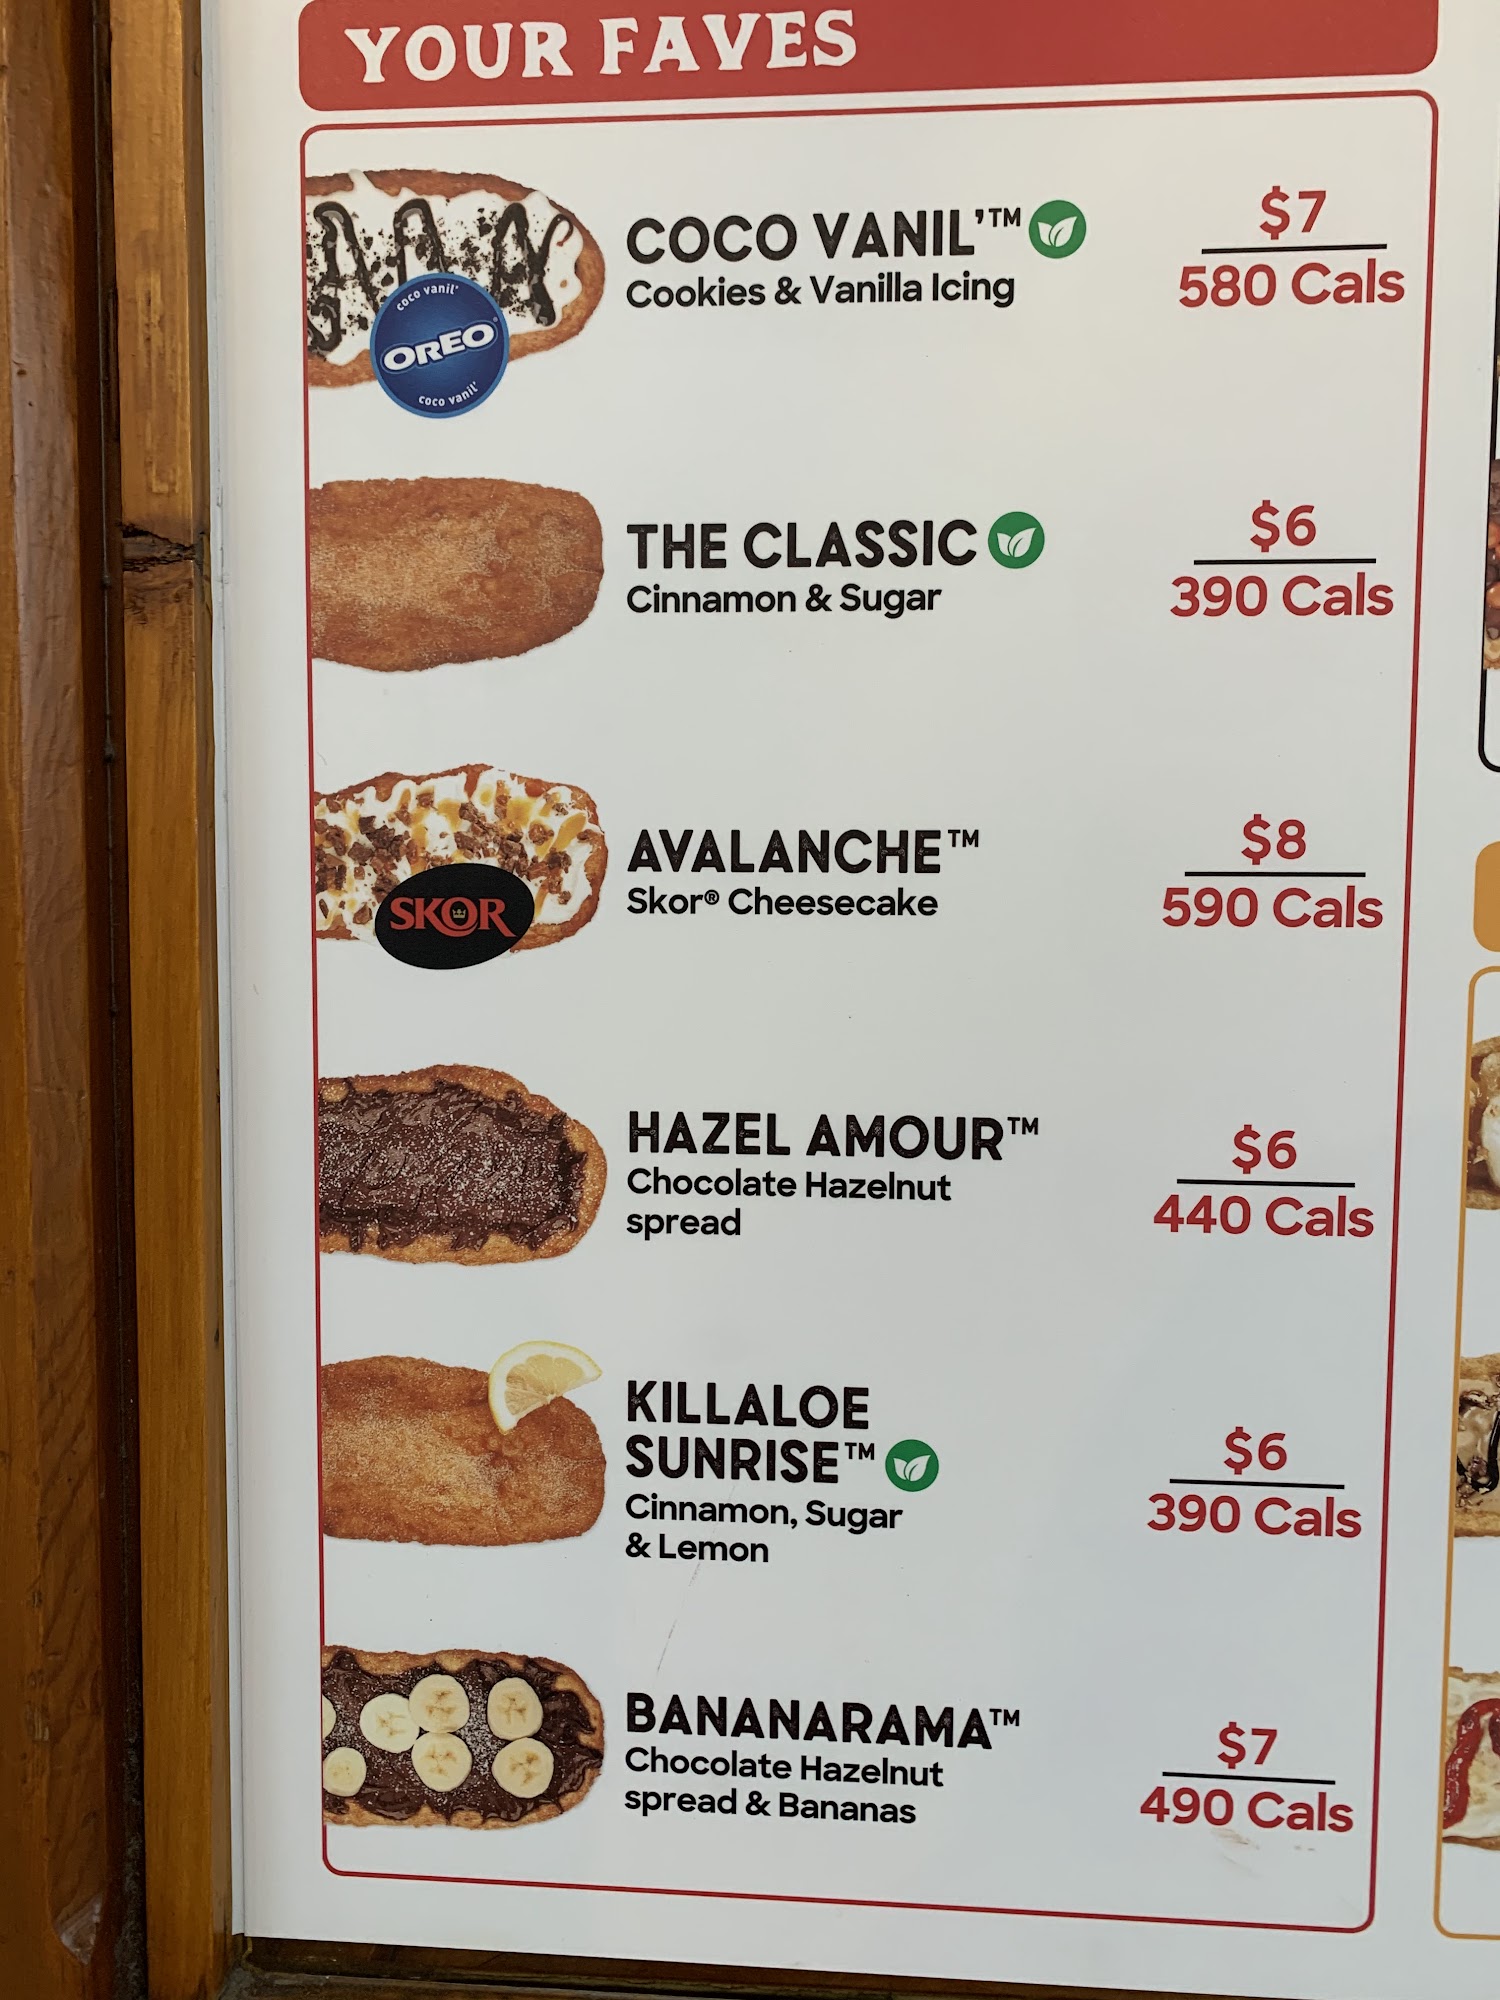 YOUR FAVES
coco vanil'
OREO
coco vanil'
COCO VANIL'™
Cookies & Vanilla Icing
$7
580 Cals
THE CLASSIC
Cinnamon & Sugar
$6
390 Cals
SKOR
AVALANCHE™
Skor® Cheesecake
$8
590 Cals
HAZEL AMOUR™
Chocolate Hazelnut
spread
$6
440 Cals
KILLALOE
SUNRISE™
Cinnamon, Sugar
& Lemon
$6
390 Cals
BANANARAMA™
Chocolate Hazelnut
spread & Bananas
$7
490 Cals